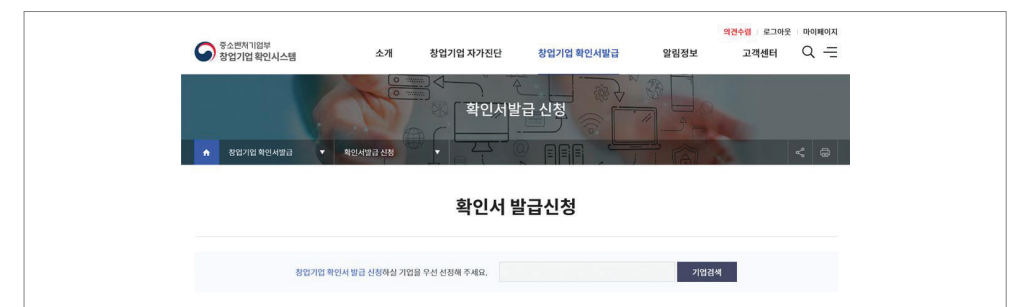 의견수렴 로그아웃 마이페이지
중소벤처기업부
창업기업 확인시스템
소개 창업기업 자가진단 창업기업 확인서발급 알림정보 고객센터
확인서발급 신청
창업기업 확인서발급 ▼ 확인서발급 신청 ▼
확인서 발급신청
창업기업 확인서 발급 신청하실 기업을 우선 선정해 주세요. 기업검색